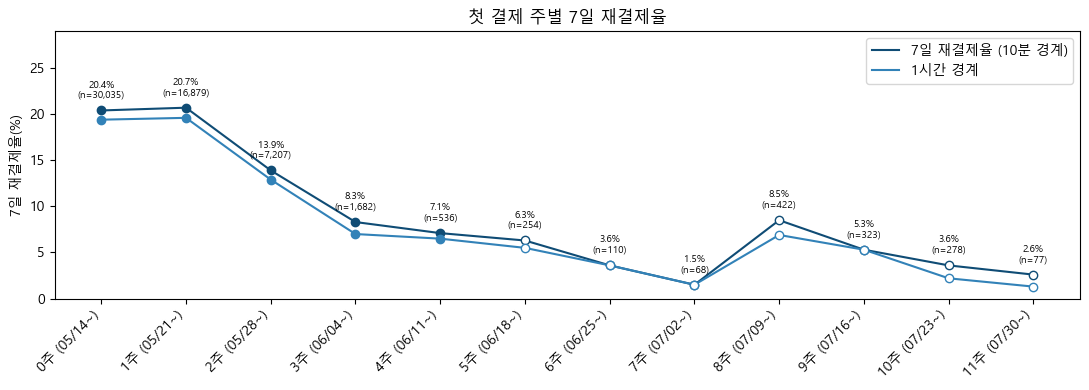 첫 결제 주별 7일 재결제율
7일 재결제율 (10분 경계)
1시간 경계
7일 재결제율(%)
25
20
15
10
5
0
20.4%
(n=30,035)
20.7%
(n=16,879)
13.9%
(n=7,207)
8.3%
(n=1,682)
7.1%
(n=536)
6.3%
(n=254)
3.6%
(n=110)
1.5%
(n=68)
8.5%
(n=422)
5.3%
(n=323)
3.6%
(n=278)
2.6%
(n=77)
0주 (05/14~)
1주 (05/21~)
2주 (05/28~)
3주 (06/04~)
4주 (06/11~)
5주 (06/18~)
6주 (06/25~)
7주 (07/02~)
8주 (07/09~)
9주 (07/16~)
10주 (07/23~)
11주 (07/30~)